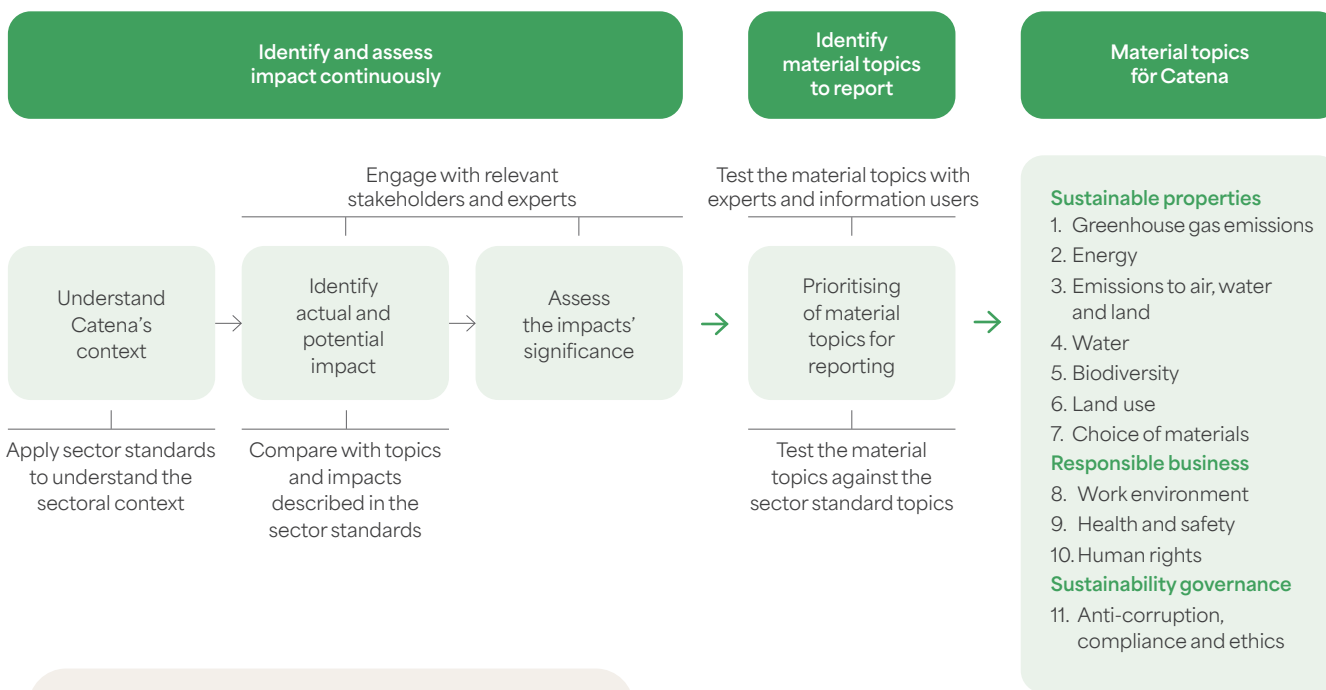 Identify and assess
impact continuously
Identify
material topics
to report
Material topics
för Catena
Engage with relevant
stakeholders and experts
Test the material topics with
experts and information users
Understand
Catena’s
context
Identify
actual and
potential
impact
Assess
the impacts’
significance
Prioritising
of material
topics for
reporting
Apply sector standards
to understand the
sectoral context
Compare with topics
and impacts
described in the
sector standards
Test the material
topics against the
sector standard topics
Sustainable properties
1. Greenhouse gas emissions
2. Energy
3. Emissions to air, water
and land
4. Water
5. Biodiversity
6. Land use
7. Choice of materials
Responsible business
8. Work environment
9. Health and safety
10. Human rights
Sustainability governance
11. Anti-corruption,
compliance and ethics